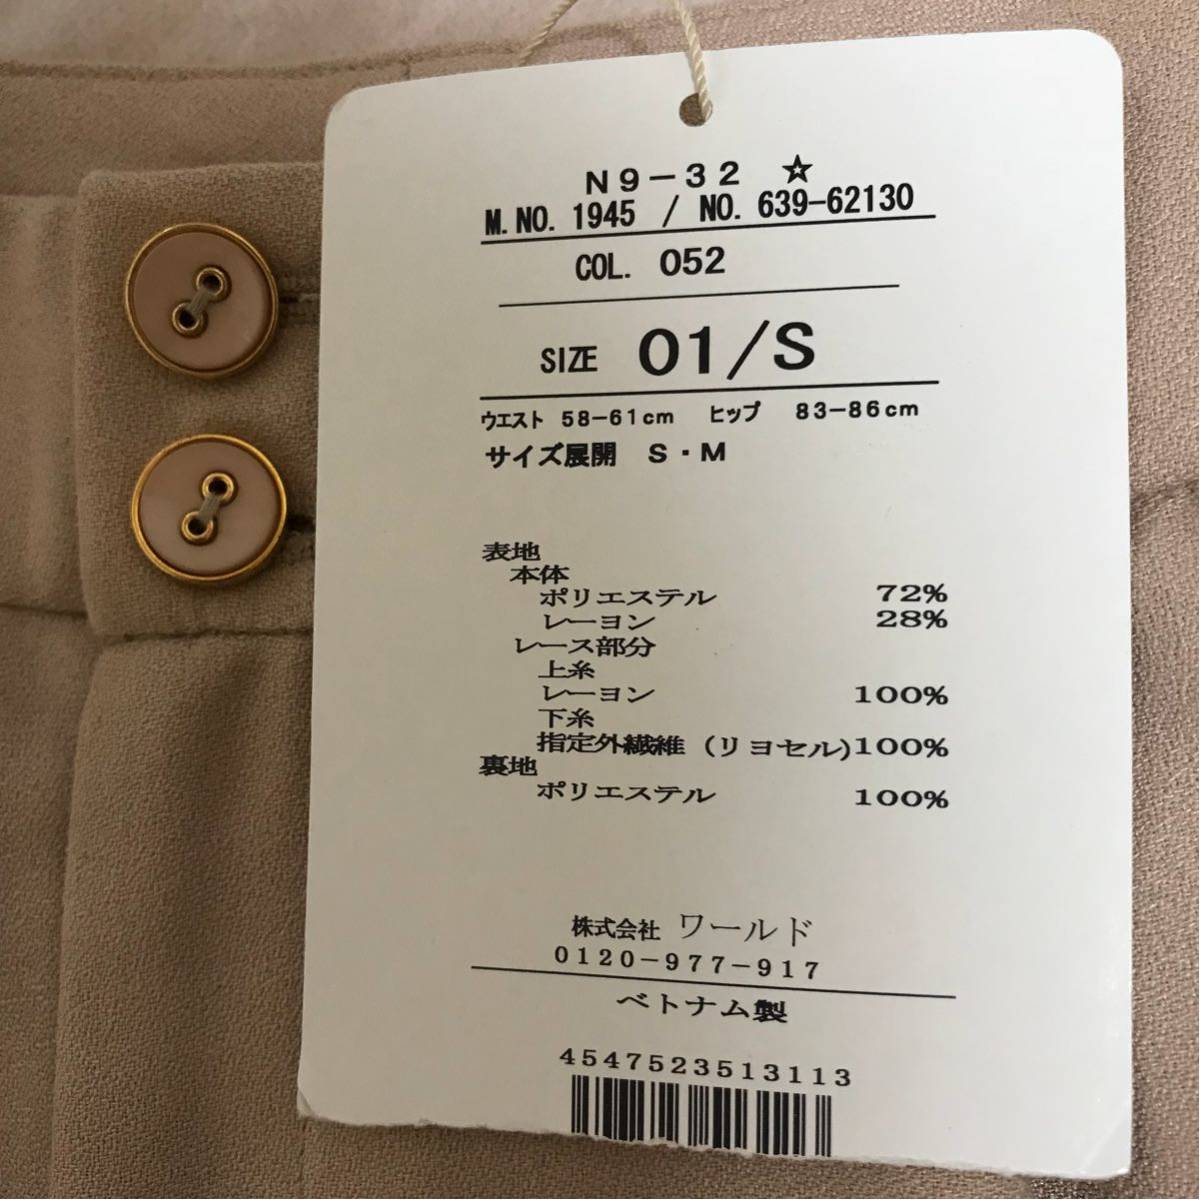 N9-32 ☆
M.NO. 1945 / NO. 639-62130
COL. 052
SIZE 01/S
ウエスト 58-61cm ヒップ 83-86cm
サイズ展開 S・M
表地
本体
ポリエステル 72%
レーヨン 28%
レース部分
上糸
レーヨン 100%
下糸
指定外繊維 (リヨセル)100%
裏地
ポリエステル 100%
株式会社 ワールド
0120-977-917
ベトナム製
4547523513113